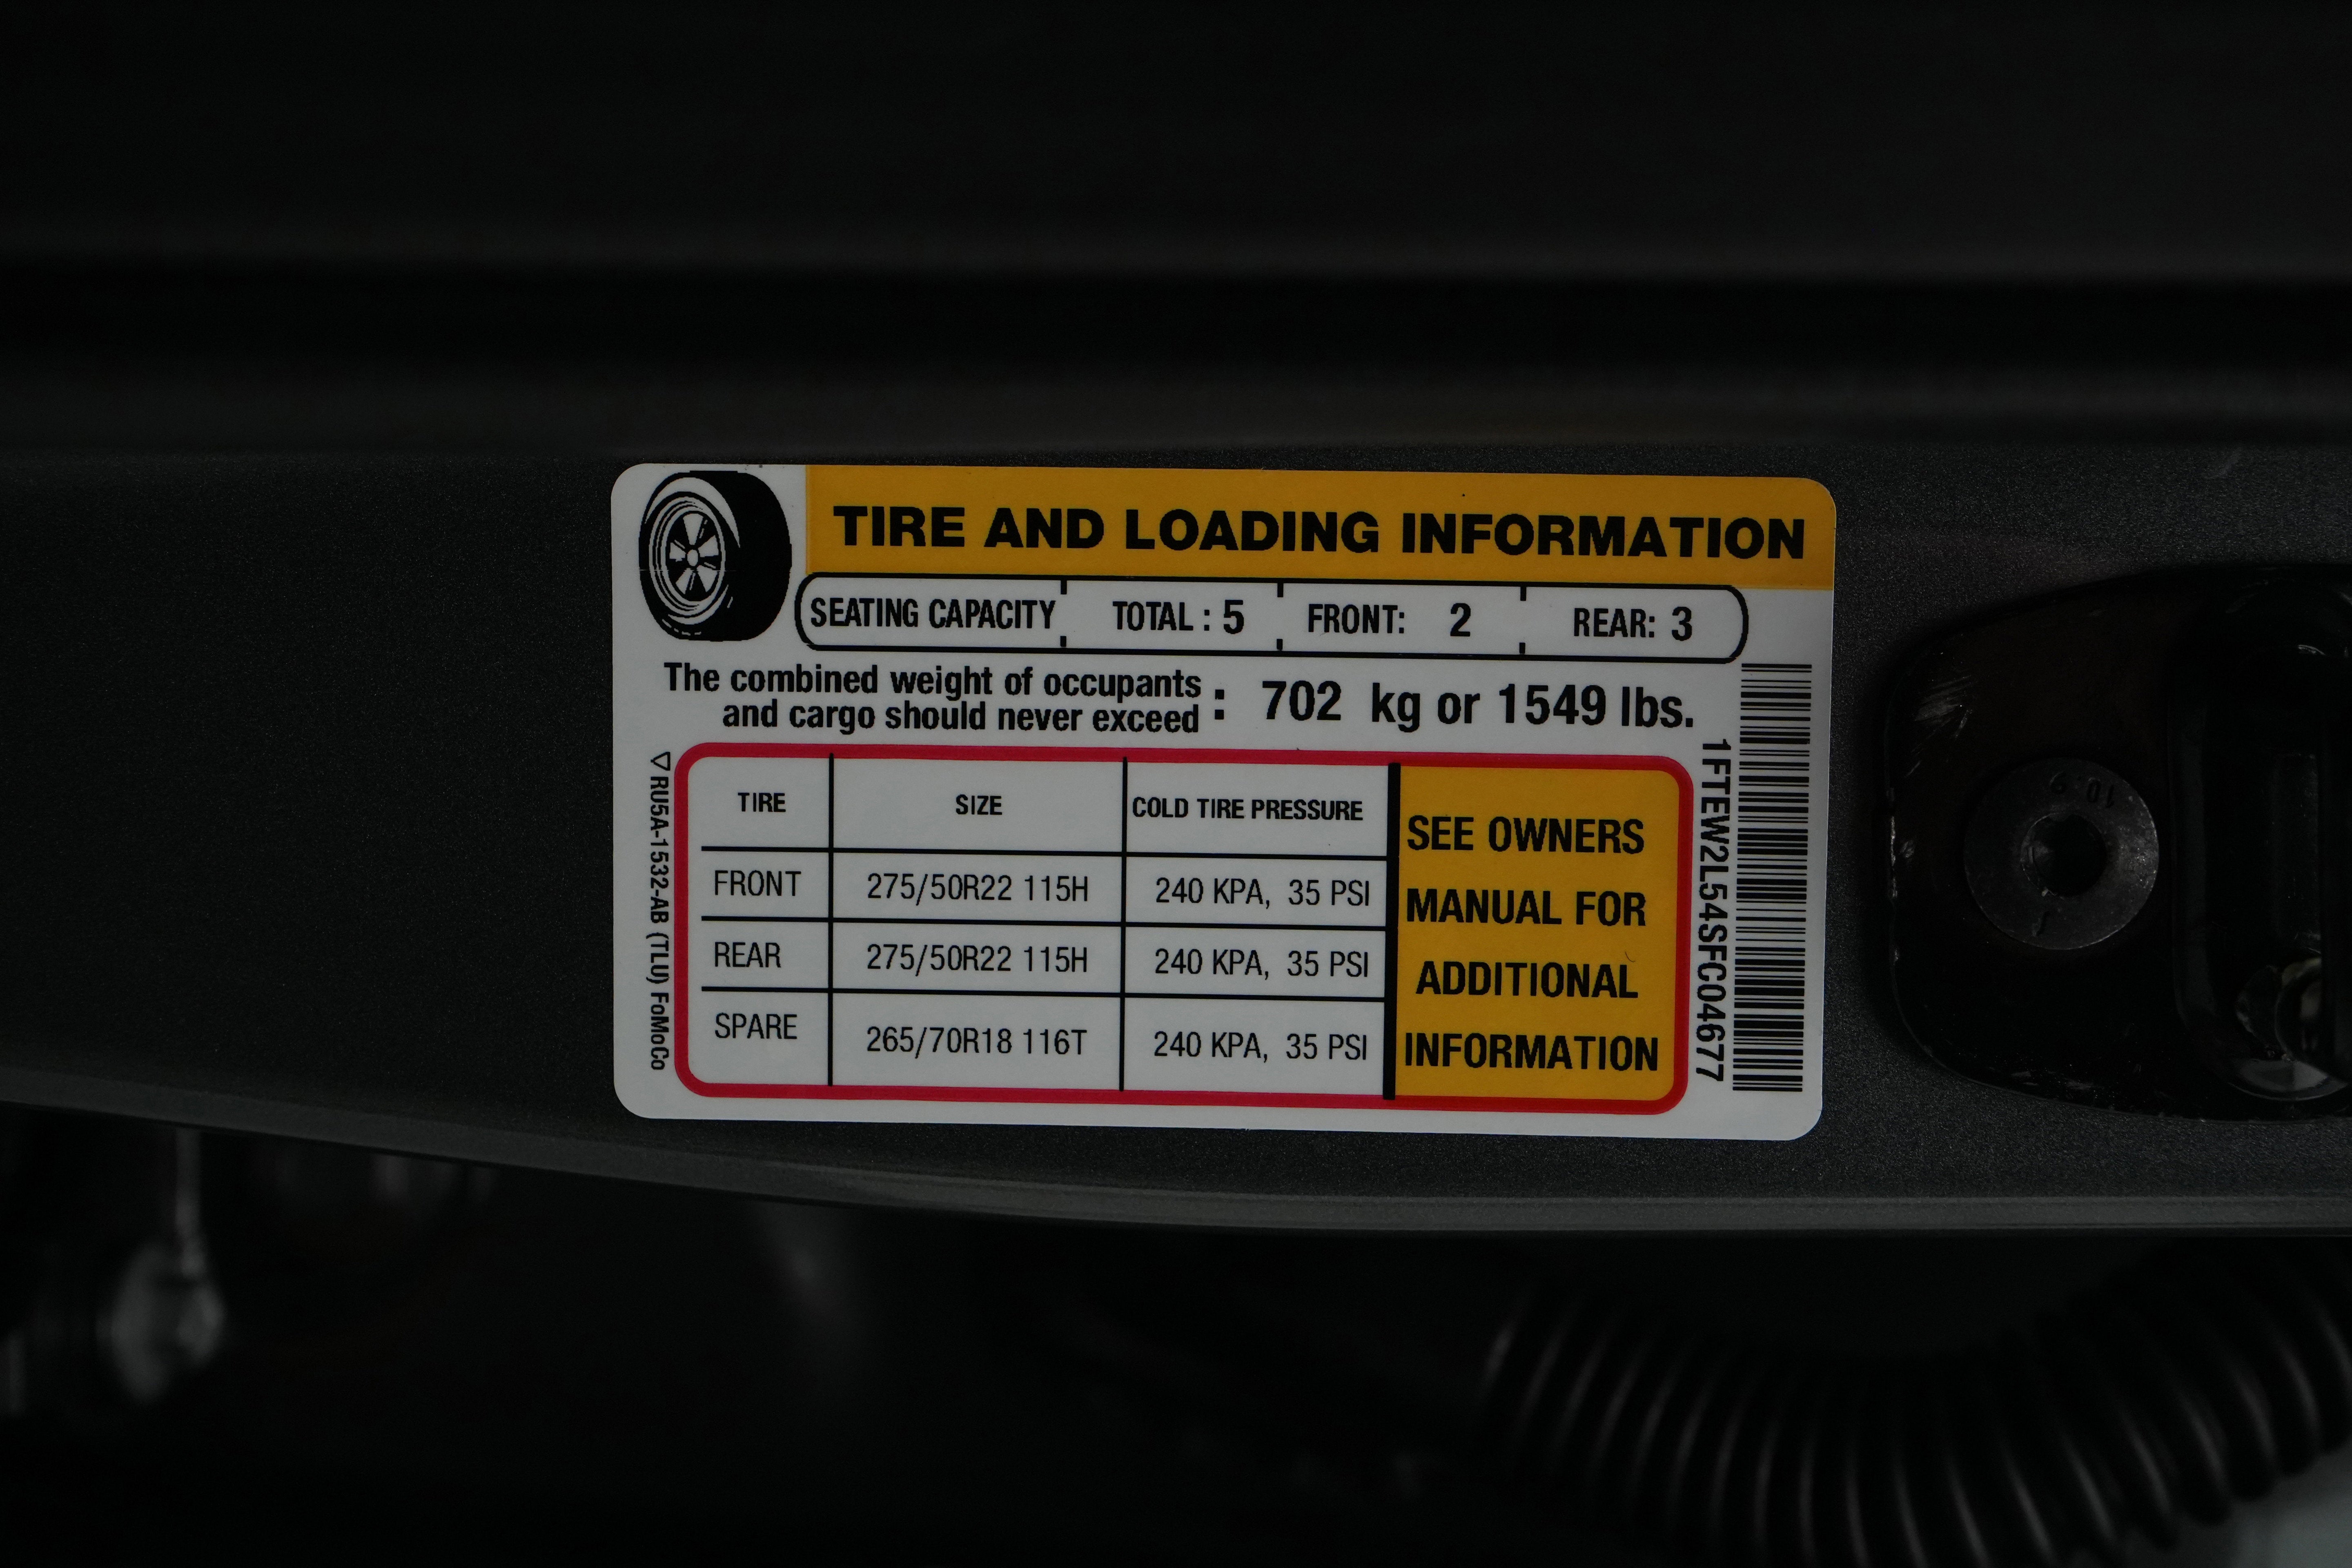 TIRE AND LOADING INFORMATION
SEATING CAPACITY TOTAL : 5 FRONT: 2 REAR: 3
The combined weight of occupants
and cargo should never exceed : 702 kg or 1549 lbs.
TIRE SIZE COLD TIRE PRESSURE
FRONT 275/50R22 115H 240 KPA, 35 PSI
REAR 275/50R22 115H 240 KPA, 35 PSI
SPARE 265/70R18 116T 240 KPA, 35 PSI
SEE OWNERS
MANUAL FOR
ADDITIONAL
INFORMATION
RU5A-1532-AB (TLU) FoMoCo
1FTEW2L54SFC04677
10.9